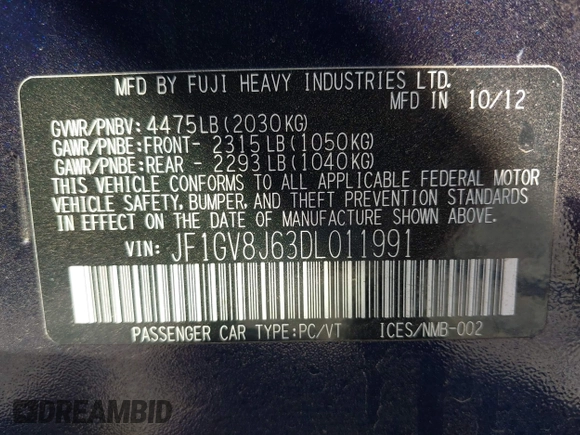 MFD BY FUJI HEAVY INDUSTRIES LTD.
MFD IN 10/12
GVWR/PNBV: 4475LB(2030KG)
GAWR/PNBE:FRONT- 2315LB(1050KG)
GAWR/PNBE:REAR - 2293LB(1040KG)
THIS VEHICLE CONFORMS TO ALL APPLICABLE FEDERAL MOTOR
VEHICLE SAFETY, BUMPER, AND THEFT PREVENTION STANDARDS
IN EFFECT ON THE DATE OF MANUFACTURE SHOWN ABOVE.
VIN: JF1GV8J63DL011991
PASSENGER CAR TYPE:PC/VT ICES/NMB-002
DREAMBID